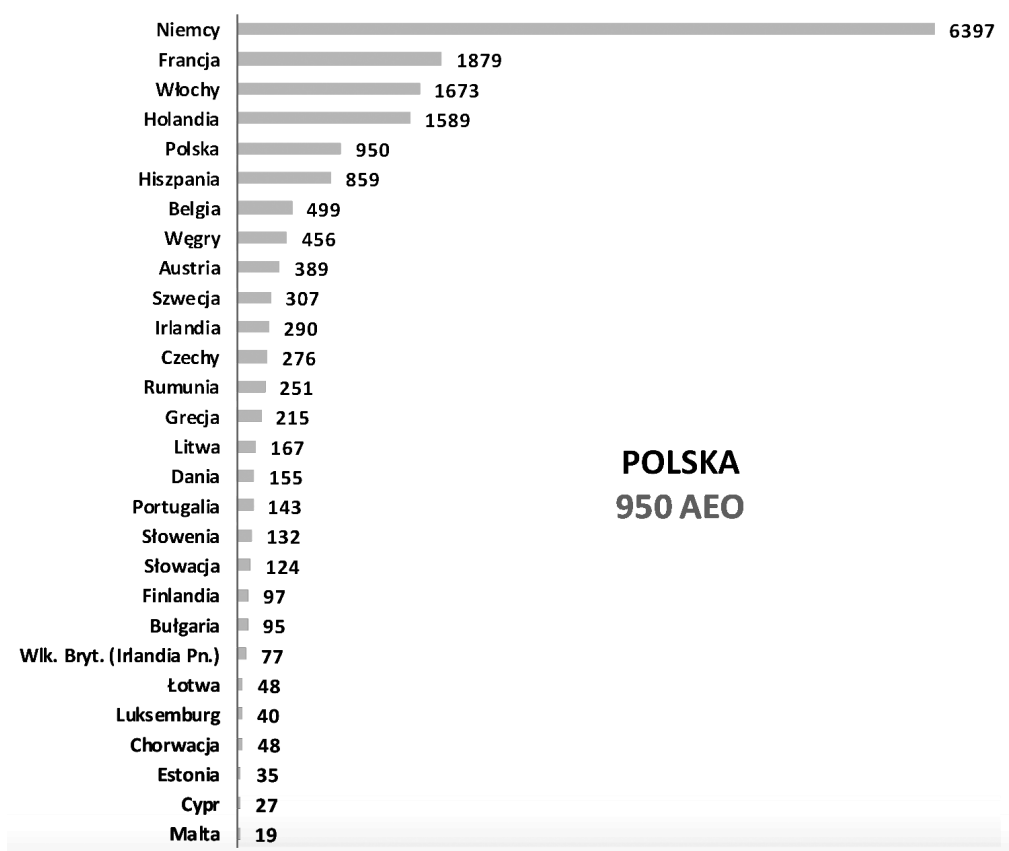 Niemcy 6397
Francja 1879
Włochy 1673
Holandia 1589
Polska 950
Hiszpania 859
Belgia 499
Węgry 456
Austria 389
Szwecja 307
Irlandia 290
Czechy 276
Rumunia 251
Grecja 215
Litwa 167
Dania 155
Portugalia 143
Słowenia 132
Słowacja 124
Finlandia 97
Bułgaria 95
Wlk. Bryt. (Irlandia Pn.) 77
Łotwa 48
Luksemburg 40
Chorwacja 48
Estonia 35
Cypr 27
Malta 19
POLSKA
950 AEO